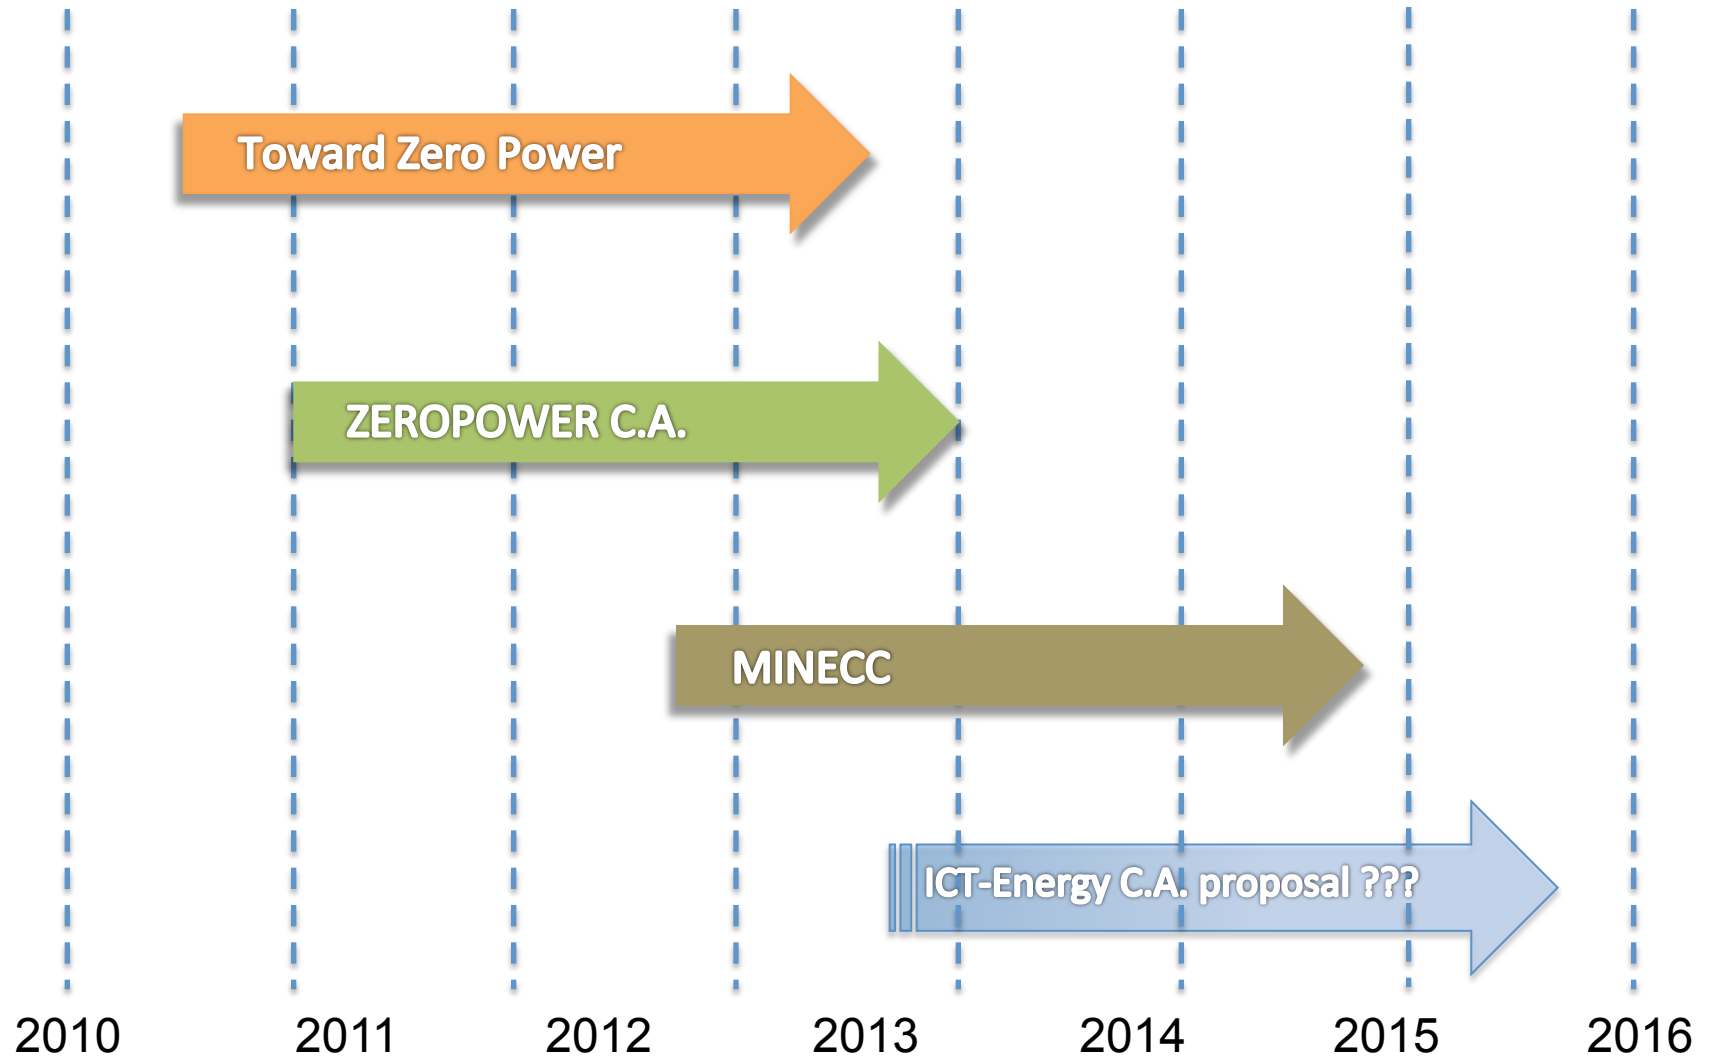 Toward Zero Power
ZEROPOWER C.A.
MINECC
ICT-Energy C.A. proposal ???
2010 2011 2012 2013 2014 2015 2016